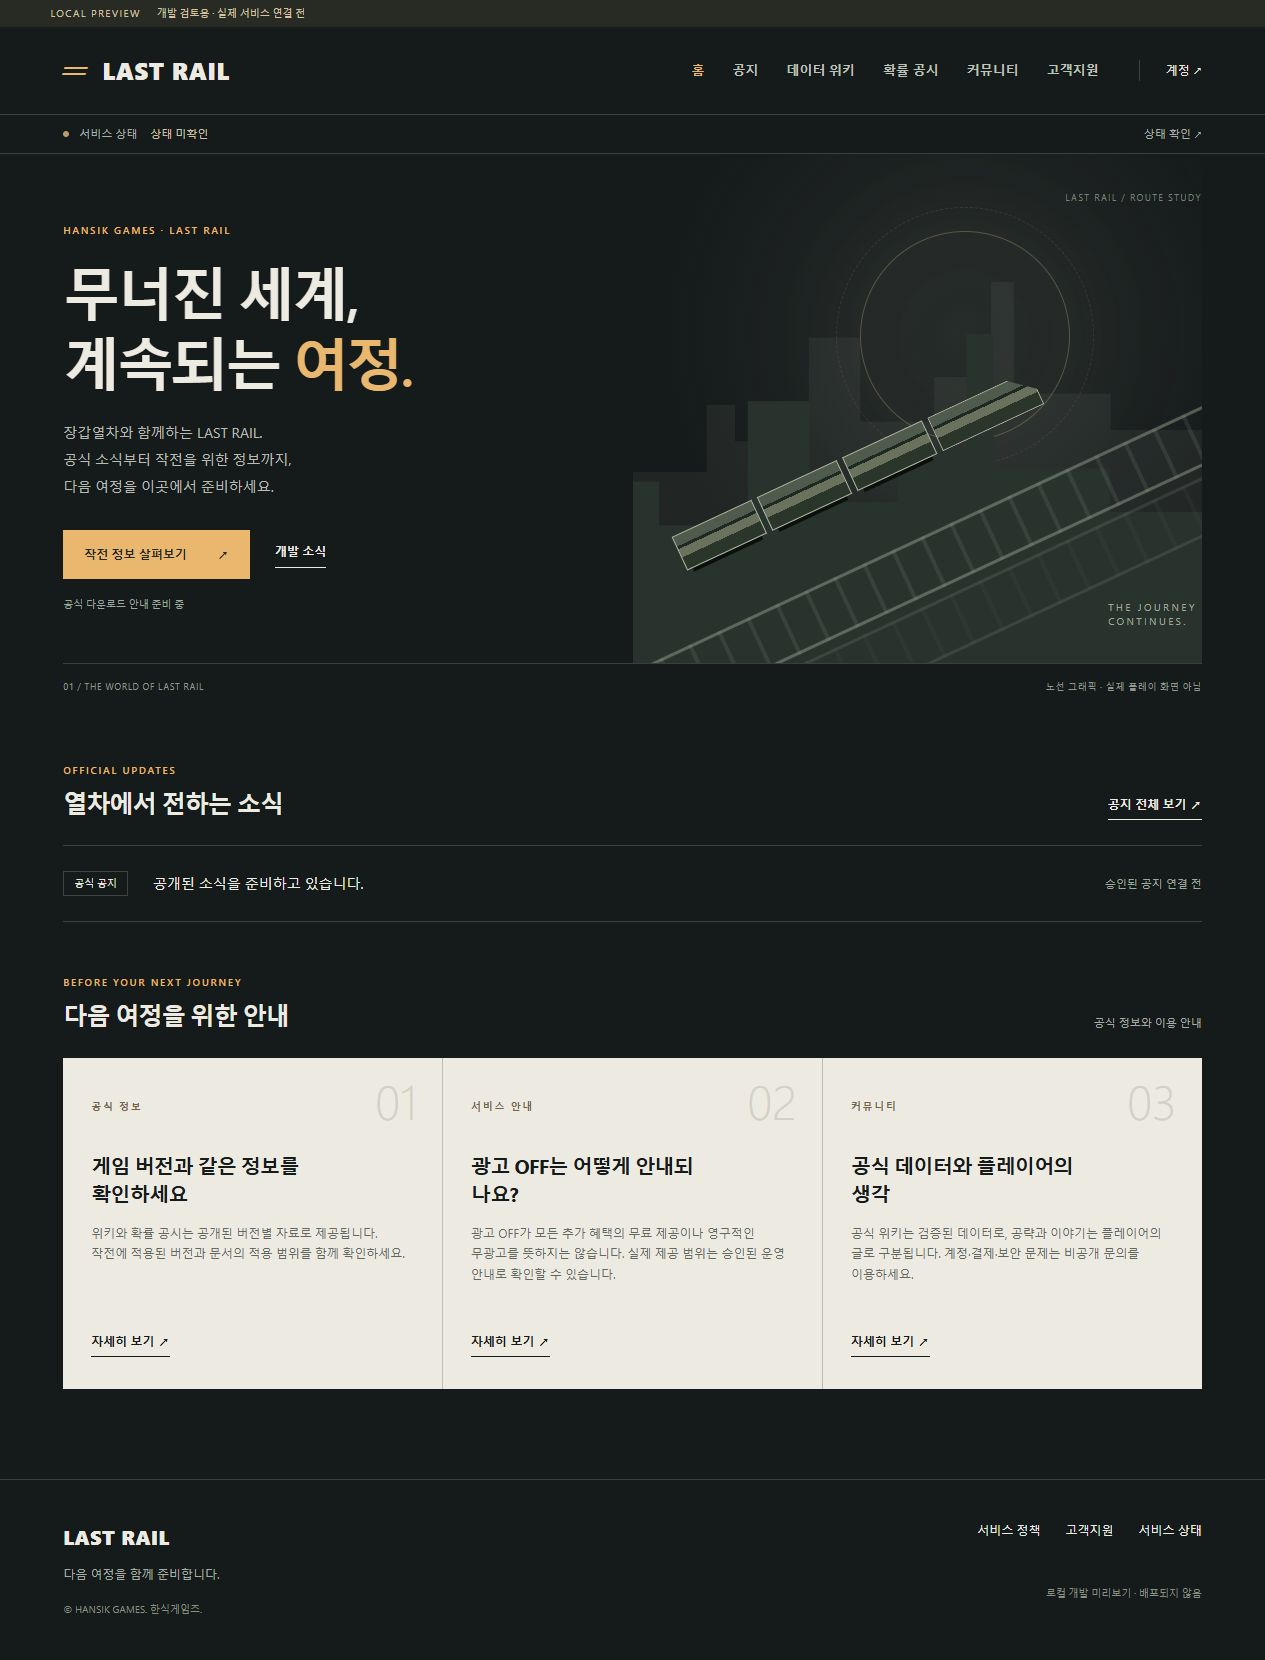 LOCAL PREVIEW 개발 검토용 · 실제 서비스 연결 전
LAST RAIL
홈 공지 데이터 위키 확률 공시 커뮤니티 고객지원 계정 ↗
서비스 상태 상태 미확인
상태 확인 ↗
LAST RAIL / ROUTE STUDY
HANSIK GAMES · LAST RAIL
무너진 세계,
계속되는 여정.
장갑열차와 함께하는 LAST RAIL.
공식 소식부터 작전을 위한 정보까지,
다음 여정을 이곳에서 준비하세요.
작전 정보 살펴보기 ↗
개발 소식
공식 다운로드 안내 준비 중
THE JOURNEY
CONTINUES.
01 / THE WORLD OF LAST RAIL
노선 그래픽 · 실제 플레이 화면 아님
OFFICIAL UPDATES
열차에서 전하는 소식
공지 전체 보기 ↗
공식 공지 공개된 소식을 준비하고 있습니다.
승인된 공지 연결 전
BEFORE YOUR NEXT JOURNEY
다음 여정을 위한 안내
공식 정보와 이용 안내
공식 정보
01
게임 버전과 같은 정보를
확인하세요
위키와 확률 공시는 공개된 버전별 자료로 제공됩니다.
작전에 적용된 버전과 문서의 적용 범위를 함께 확인하세요.
자세히 보기 ↗
서비스 안내
02
광고 OFF는 어떻게 안내되
나요?
광고 OFF가 모든 추가 혜택의 무료 제공이나 영구적인
무광고를 뜻하지는 않습니다. 실제 제공 범위는 승인된 운영
안내로 확인할 수 있습니다.
자세히 보기 ↗
커뮤니티
03
공식 데이터와 플레이어의
생각
공식 위키는 검증된 데이터로, 공략과 이야기는 플레이어의
글로 구분됩니다. 계정·결제·보안 문제는 비공개 문의를
이용하세요.
자세히 보기 ↗
LAST RAIL
다음 여정을 함께 준비합니다.
© HANSIK GAMES. 한식게임즈.
서비스 정책 고객지원 서비스 상태
로컬 개발 미리보기 · 배포되지 않음